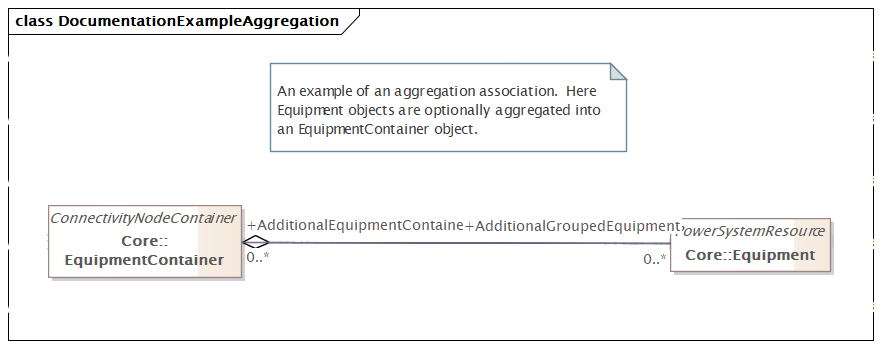 class DocumentationExampleAggregation
An example of an aggregation association. Here
Equipment objects are optionally aggregated into
an EquipmentContainer object.
ConnectivityNodeContainer
Core::
EquipmentContainer
+AdditionalEquipmentContaine
+AdditionalGroupedEquipment
0..*
0..*
PowerSystemResource
Core::Equipment